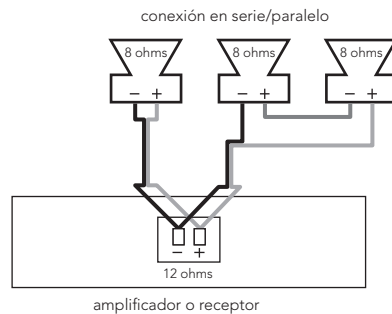 conexión en serie/paralelo
8 ohms 8 ohms 8 ohms
− + − + − +
− +
12 ohms
amplificador o receptor